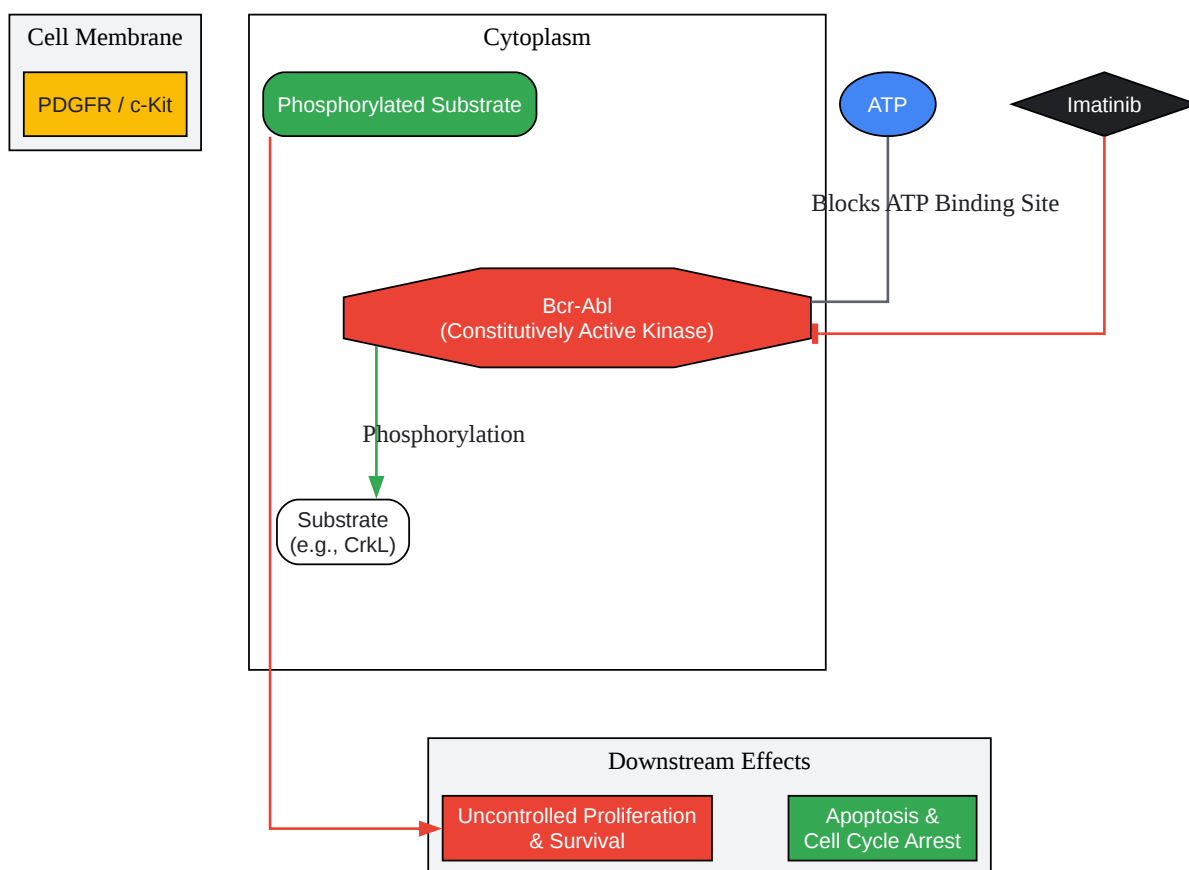 Cell Membrane
PDGFR / c-Kit
Cytoplasm
Phosphorylated Substrate
ATP
Imatinib
Blocks ATP Binding Site
Bcr-Abl
(Constitutively Active Kinase)
Phosphorylation
Substrate
(e.g., CrkL)
Downstream Effects
Uncontrolled Proliferation
& Survival
Apoptosis &
Cell Cycle Arrest